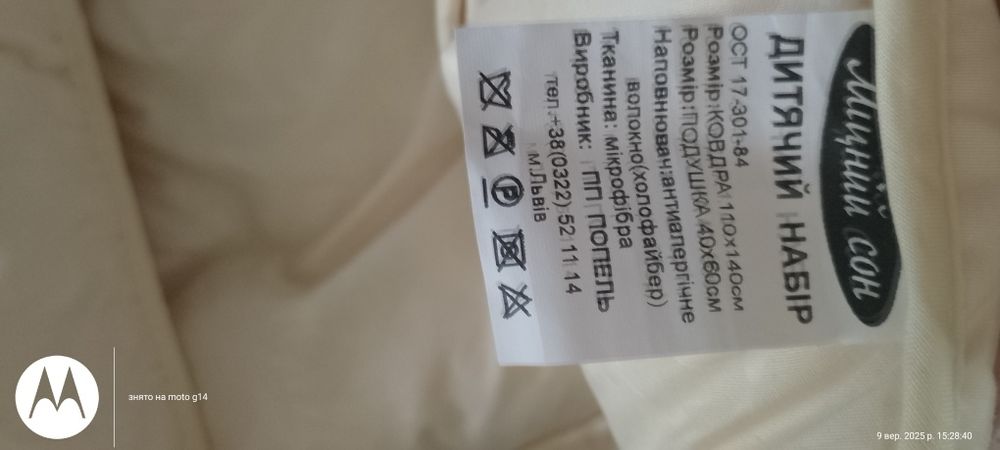 Міцний сон
ДИТЯЧИЙ НАБІР
ОСТ 17-301-84
Розмір:КОВДРА 110х140см
Розмір:ПОДУШКА 40х60см
Наповнювач:антиалергічне
волокно(холофайбер)
Тканина: мікрофібра
Виробник: ПП ПОПЕЛЬ
м.Львів
тел.+38(0322) 52 11 14
P
знято на moto g14
9 вер. 2025 р. 15:28:40